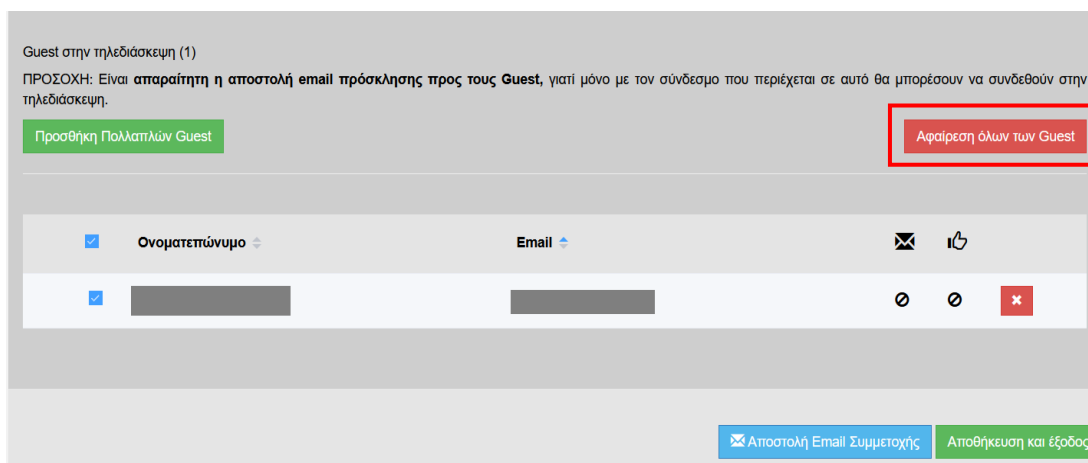 Guest στην τηλεδιάσκεψη (1)
ΠΡΟΣΟΧΗ: Είναι απαραίτητη η αποστολή email πρόσκλησης προς τους Guest, γιατί μόνο με τον σύνδεσμο που περιέχεται σε αυτό θα μπορέσουν να συνδεθούν στην
τηλεδιάσκεψη.
Προσθήκη Πολλαπλών Guest
Αφαίρεση όλων των Guest
Ονοματεπώνυμο
Email
Αποστολή Email Συμμετοχής
Αποθήκευση και έξοδος